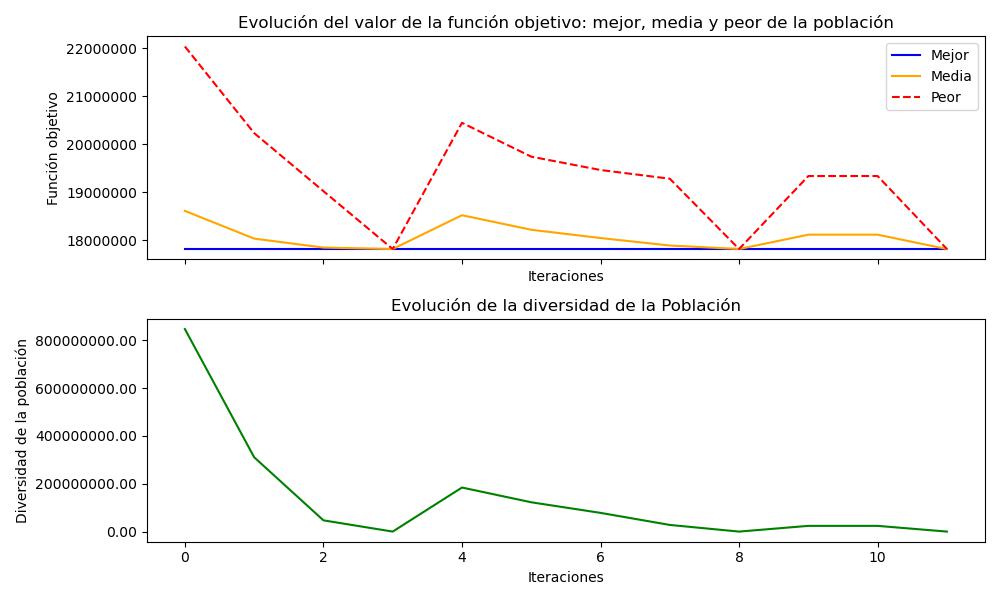 Evolución del valor de la función objetivo: mejor, media y peor de la población
22000000
21000000
20000000
19000000
18000000
Función objetivo
Mejor
Media
Peor
Iteraciones
Evolución de la diversidad de la Población
800000000.00
600000000.00
400000000.00
200000000.00
0.00
Diversidad de la población
0 2 4 6 8 10
Iteraciones